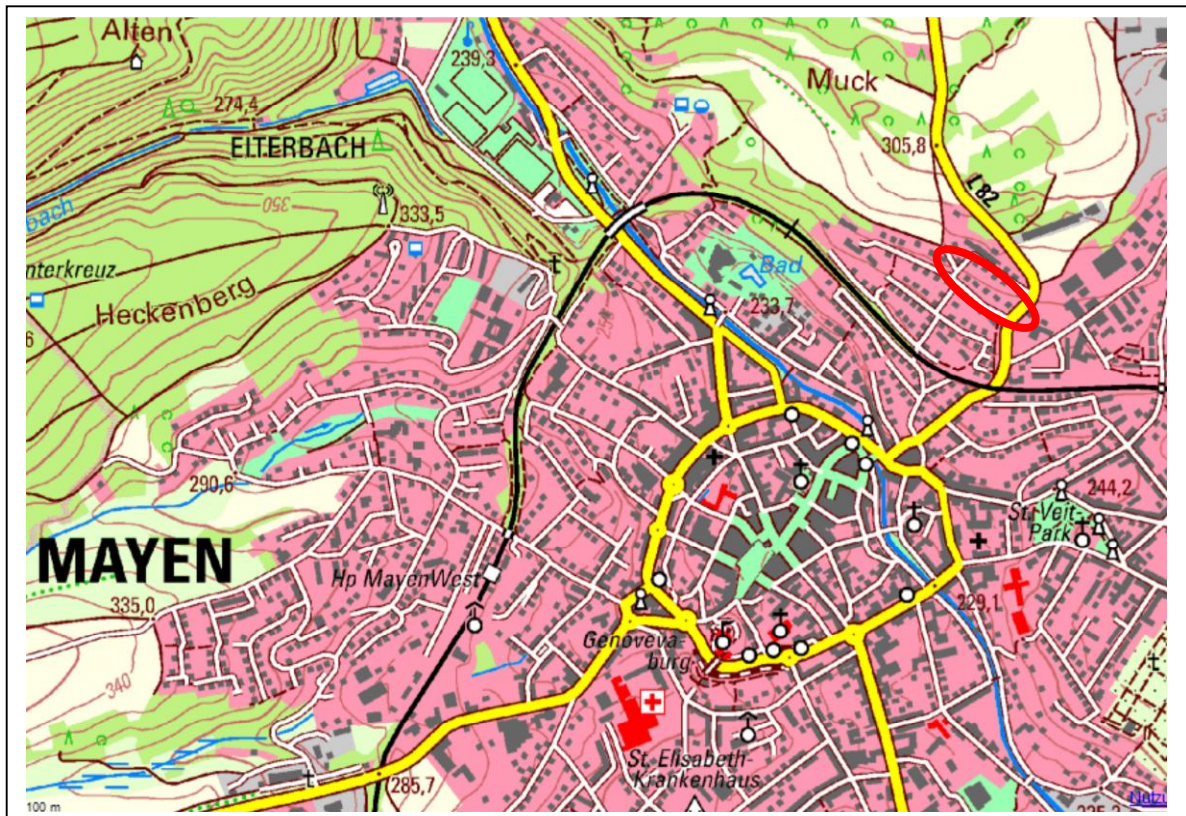 Alten
239,3
Muck
274,4
ELTERBACH
305,8
L 82
350
333,5
bach
nterkreuz
Bad
Heckenberg
233,7
6
290,6
244,2
St.-Veit-
Park
MAYEN
Hp MayenWest
335,0
229,1
Genoveva-
burg
340
St. Elisabeth-
Krankenhaus
285,7
100 m